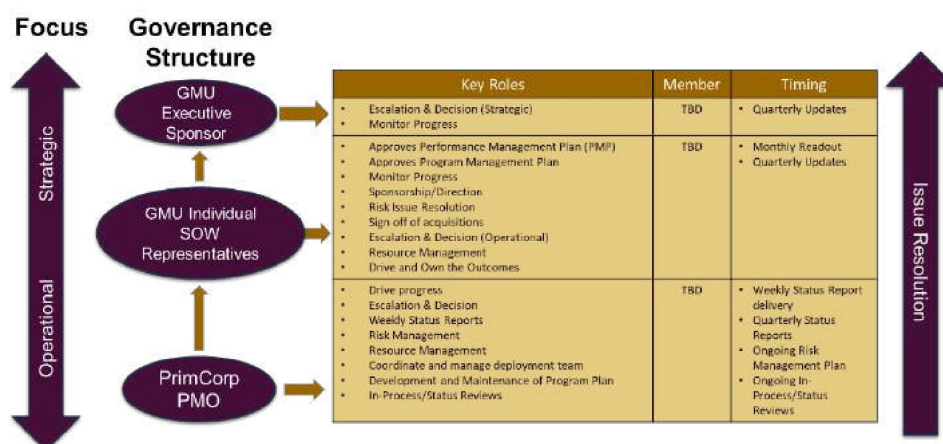 Focus
Governance
Structure
Strategic
Operational
GMU
Executive
Sponsor
GMU Individual
SOW
Representatives
PrimCorp
PMO
Key Roles
Member
Timing
• Escalation & Decision (Strategic)
• Monitor Progress
TBD
• Quarterly Updates
• Approves Performance Management Plan (PMP)
• Approves Program Management Plan
• Monitor Progress
• Sponsorship/Direction
• Risk Issue Resolution
• Sign off of acquisitions
• Escalation & Decision (Operational)
• Resource Management
• Drive and Own the Outcomes
TBD
• Monthly Readout
• Quarterly Updates
• Drive progress
• Escalation & Decision
• Weekly Status Reports
• Risk Management
• Resource Management
• Coordinate and manage deployment team
• Development and Maintenance of Program Plan
• In-Process/Status Reviews
TBD
• Weekly Status Report
delivery
• Quarterly Status
Reports
• Ongoing Risk
Management Plan
• Ongoing In-
Process/Status
Reviews
Issue Resolution